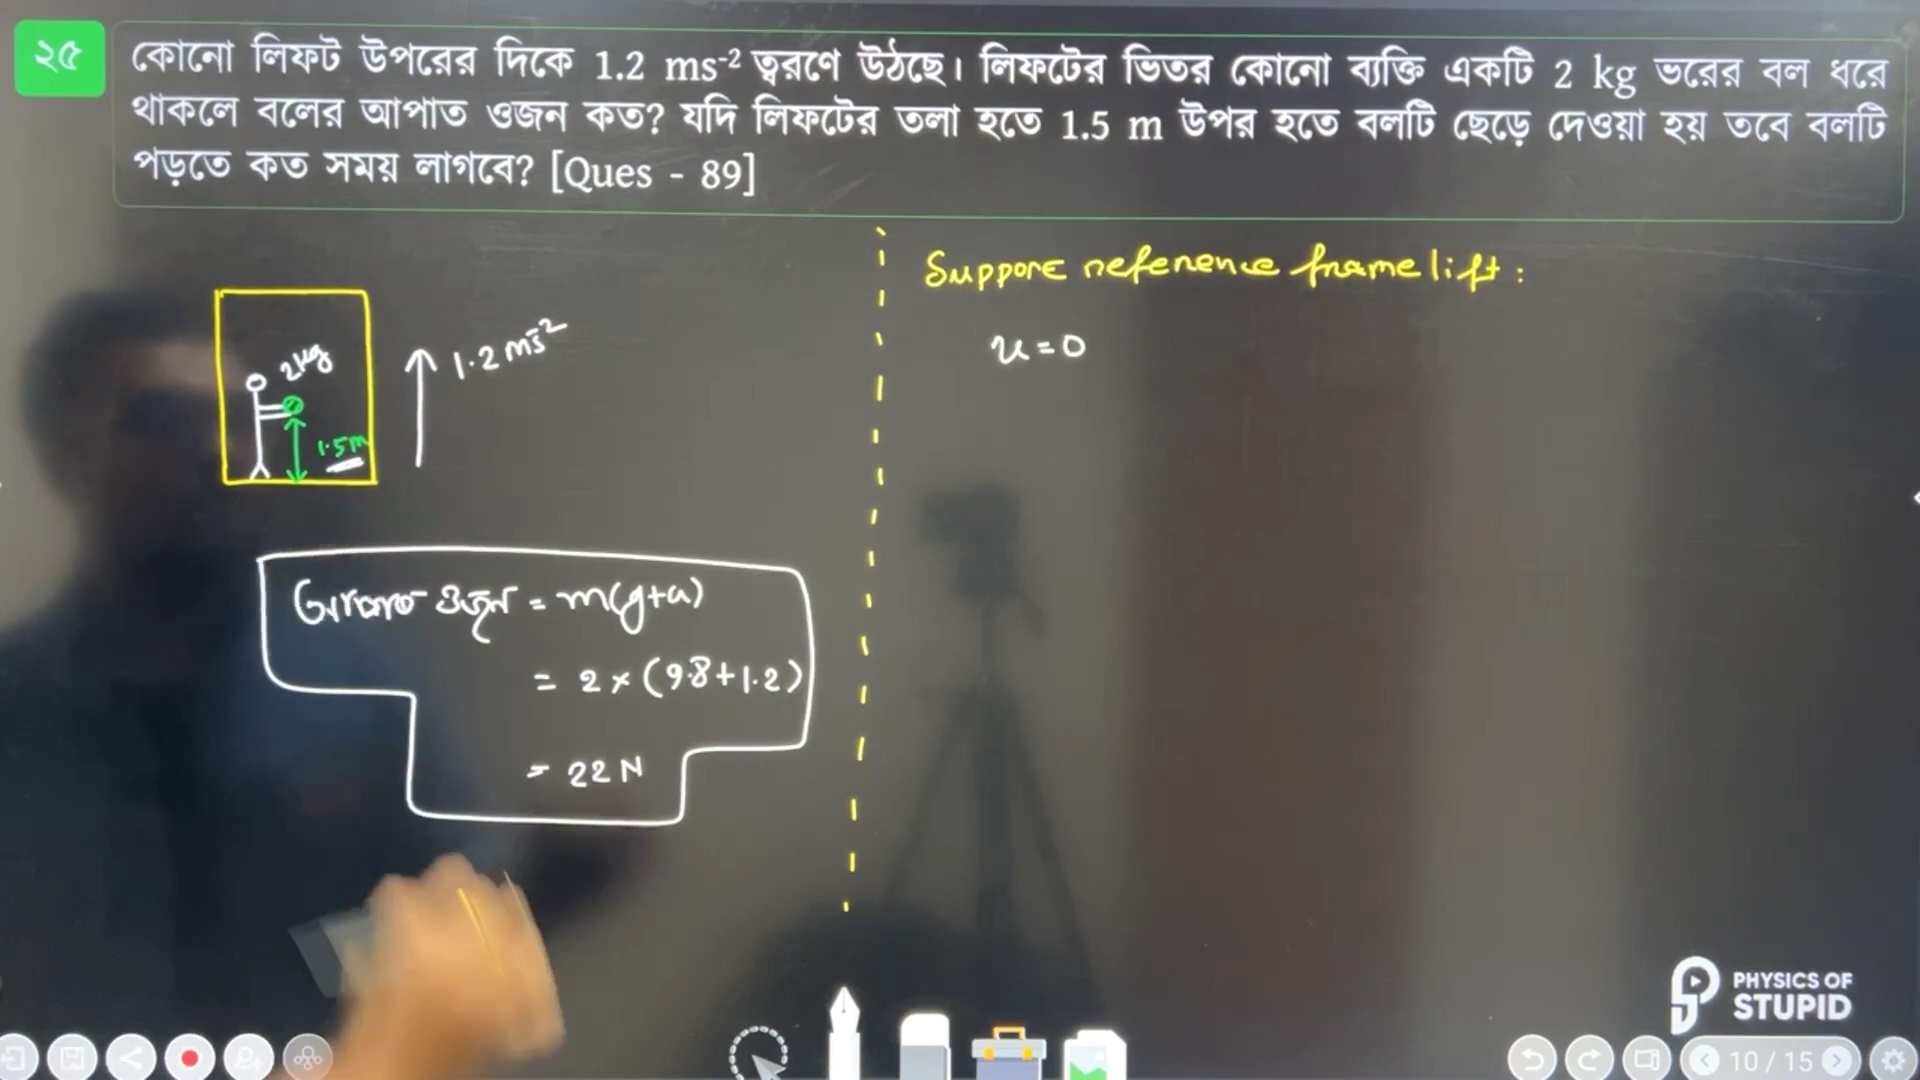 ২৫
কোনো লিফট উপরের দিকে 1.2 ms-2 ত্বরণে উঠছে। লিফটের ভিতর কোনো ব্যক্তি একটি 2 kg ভরের বল ধরে
থাকলে বলের আপাত ওজন কত? যদি লিফটের তলা হতে 1.5 m উপর হতে বলটি ছেড়ে দেওয়া হয় তবে বলটি
পড়তে কত সময় লাগবে? [Ques - 89]
2kg
1.5m
1.2 ms-2
ওজন = m(g+a)
= 2 × (9.8+1.2)
= 22 N
Suppore reference frame lift :
u = 0
PHYSICS OF
STUPID
10 / 15